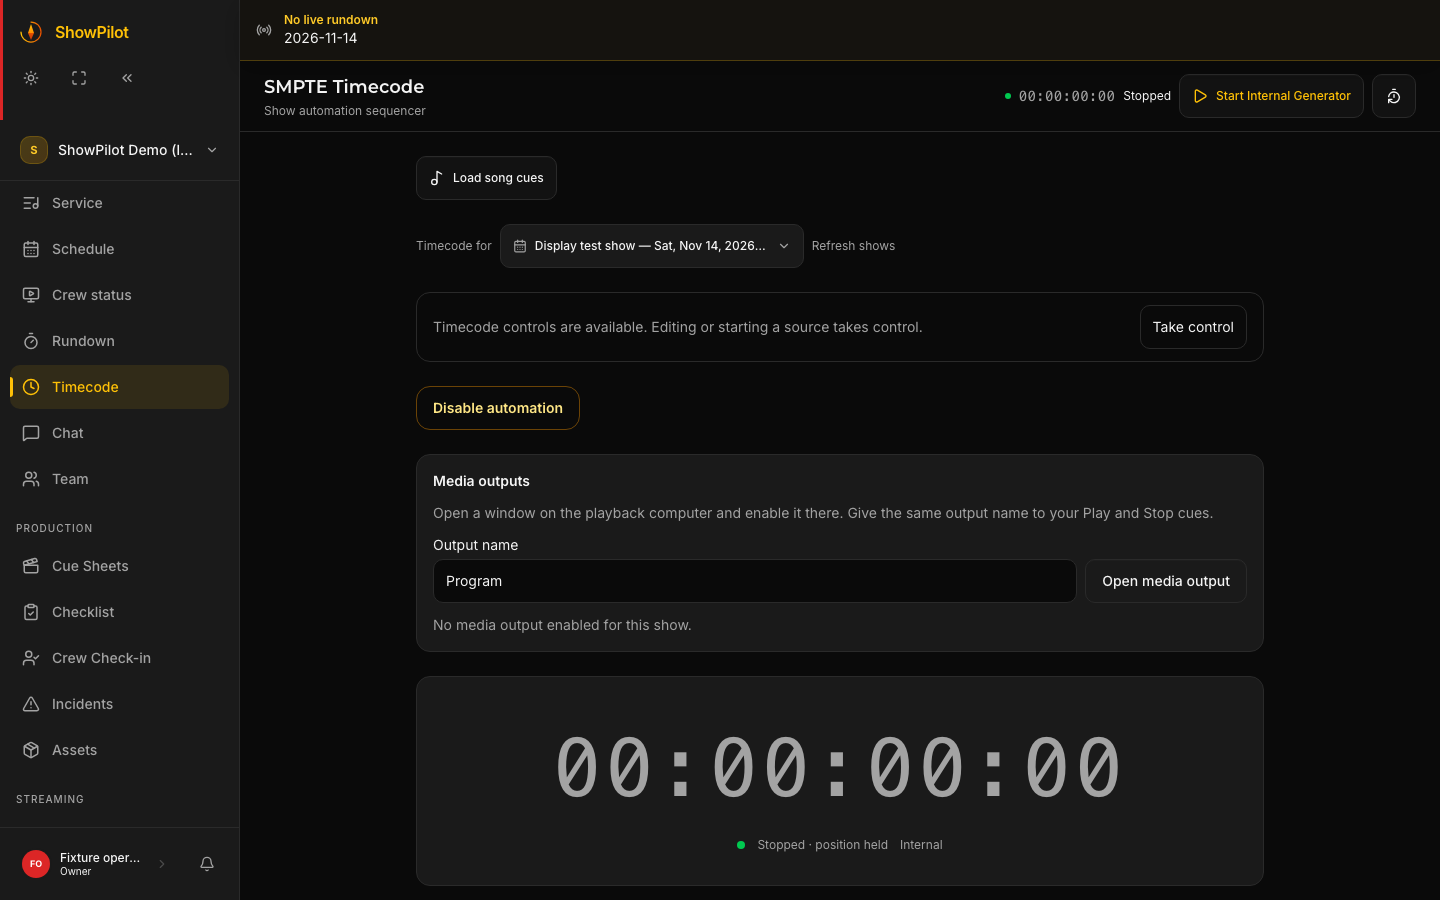 ShowPilot
S
ShowPilot Demo (I...
Service
Schedule
Crew status
Rundown
Timecode
Chat
Team
PRODUCTION
Cue Sheets
Checklist
Crew Check-in
Incidents
Assets
STREAMING
FO
Fixture oper...
Owner
No live rundown
2026-11-14
SMPTE Timecode
Show automation sequencer
00:00:00:00 Stopped
Start Internal Generator
Load song cues
Timecode for
Display test show — Sat, Nov 14, 2026...
Refresh shows
Timecode controls are available. Editing or starting a source takes control.
Take control
Disable automation
Media outputs
Open a window on the playback computer and enable it there. Give the same output name to your Play and Stop cues.
Output name
Program
Open media output
No media output enabled for this show.
00:00:00:00
Stopped · position held Internal